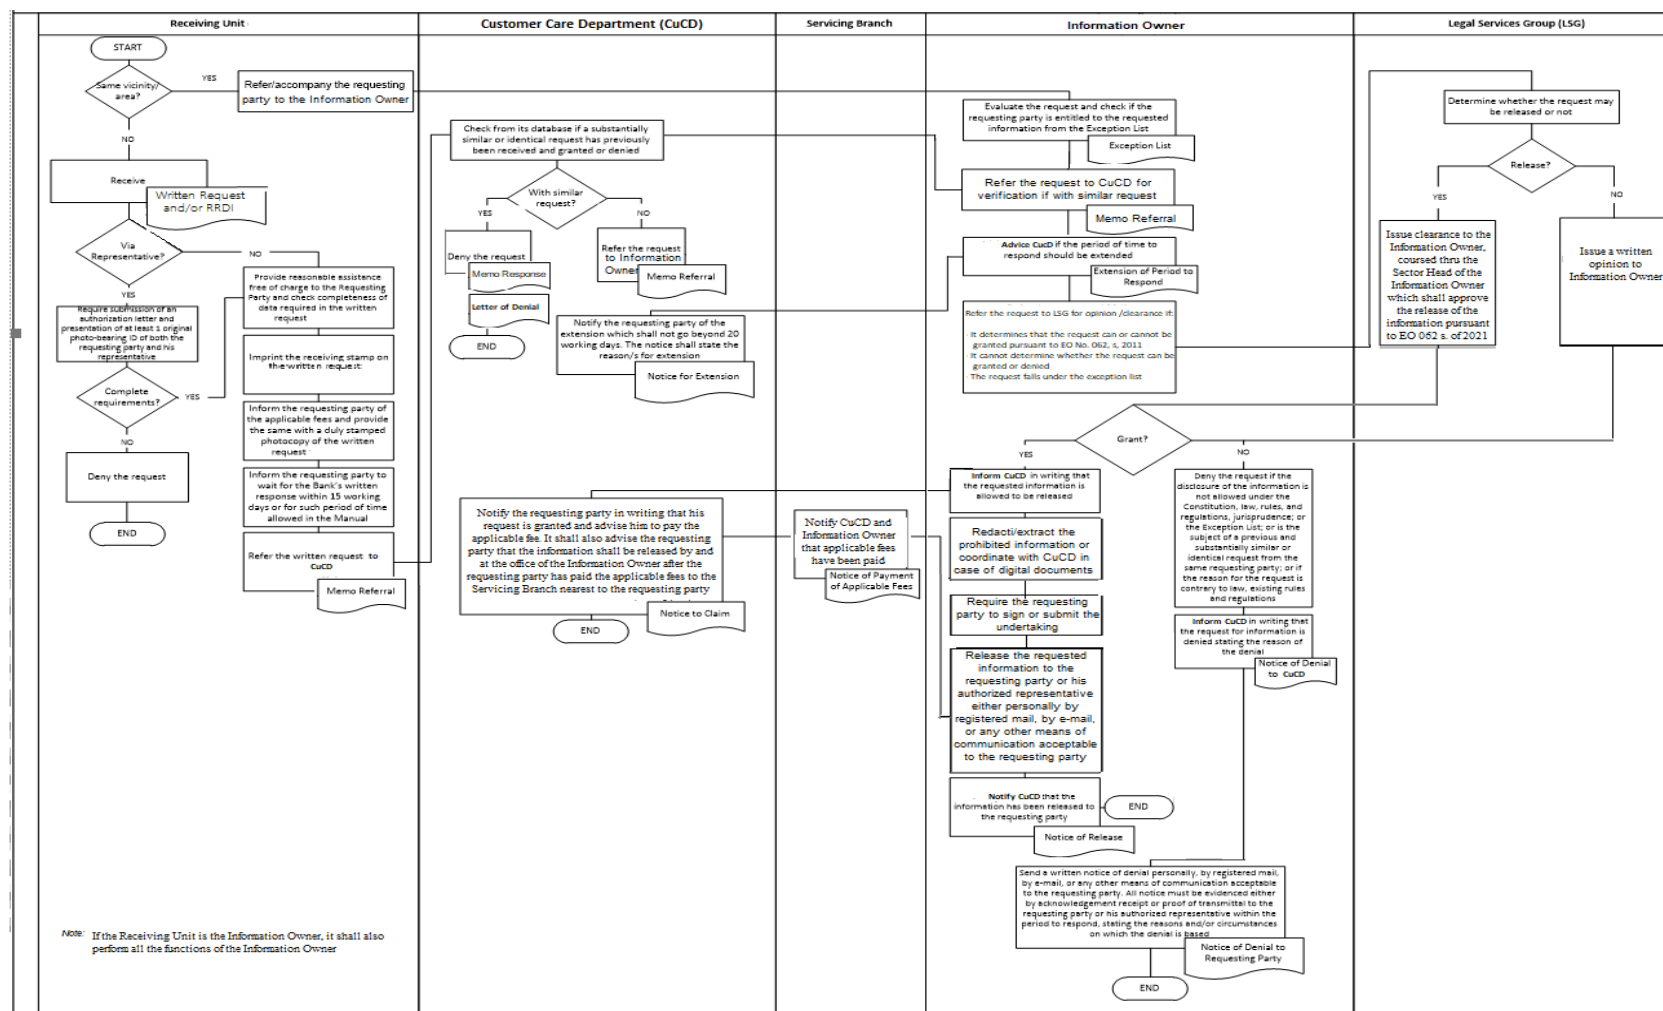 Receiving Unit
Customer Care Department (CuCD)
Servicing Branch
Information Owner
Legal Services Group (LSG)
START
Same vicinity/
area?
YES
Refer/accompany the requesting
party to the Information Owner
NO
Receive
Written Request
and/or RRDI
Via
Representative?
NO
YES
Require submission of an
authorization letter and
presentation of at least 1 original
photo-bearing ID of both the
requesting party and his
representative
Complete
requirements?
YES
NO
Deny the request
END
Provide reasonable assistance
free of charge to the Requesting
Party and check completeness of
data required in the written
request
Imprint the receiving stamp on
the written request
Inform the requesting party of
the applicable fees and provide
the same with a duly stamped
photocopy of the written
request
Inform the requesting party to
wait for the Bank's written
response within 15 working
days or for such period of time
allowed in the Manual
Refer the written request to
CuCD
Memo Referral
Note: If the Receiving Unit is the Information Owner, it shall also
perform all the functions of the Information Owner
Check from its database if a substantially
similar or identical request has previously
been received and granted or denied
With similar
request?
YES
NO
Deny the request
Memo Response
Letter of Denial
END
Refer the request
to Information
Owner
Memo Referral
Notify the requesting party of the
extension which shall not go beyond 20
working days. The notice shall state the
reason/s for extension
Notice for Extension
Notify the requesting party in writing that his
request is granted and advise him to pay the
applicable fee. It shall also advise the requesting
party that the information shall be released by and
at the office of the Information Owner after the
requesting party has paid the applicable fees to the
Servicing Branch nearest to the requesting party
Notice to Claim
END
Notify CuCD and
Information Owner
that applicable fees
have been paid
Notice of Payment
of Applicable Fees
Evaluate the request and check if the
requesting party is entitled to the requested
information from the Exception List
Exception List
Refer the request to CuCD for
verification if with similar request
Memo Referral
Advice CucD if the period of time to
respond should be extended
Extension of Period to
Respond
Refer the request to LSG for opinion /clearance if:
It determines that the request can or cannot be
granted pursuant to EO No. 062, s, 2011
It cannot determine whether the request can be
granted or denied
The request falls under the exception list
Grant?
YES
NO
Inform CuCD in writing that
the requested information is
allowed to be released
Redacti/extract the
prohibited information or
coordinate with CuCD in
case of digital documents
Require the requesting
party to sign or submit the
undertaking
Release the requested
information to the
requesting party or his
authorized representative
either personally by
registered mail, by e-mail,
or any other means of
communication acceptable
to the requesting party
Notify CuCD that the
information has been released to
the requesting party
Notice of Release
END
Deny the request if the
disclosure of the information is
not allowed under the
Constitution, law, rules, and
regulations, jurisprudence; or
the Exception List; or is the
subject of a previous and
substantially similar or
identical request from the
same requesting party; or if
the reason for the request is
contrary to law, existing rules
and regulations
Inform CuCD in writing that
the request for information is
denied stating the reason of
the denial
Notice of Denial
to CuCD
Send a written notice of denial personally, by registered mail,
by e-mail, or any other means of communication acceptable
to the requesting party. All notice must be evidenced either
by acknowledgement receipt or proof of transmittal to the
requesting party or his authorized representative within the
period to respond, stating the reasons and/or circumstances
on which the denial is based
Notice of Denial to
Requesting Party
END
Determine whether the request may
be released or not
Release?
YES
NO
Issue clearance to the
Information Owner,
coursed thru the
Sector Head of the
Information Owner
which shall approve
the release of the
information pursuant
to EO 062 s. of 2021
Issue a written
opinion to
Information Owner